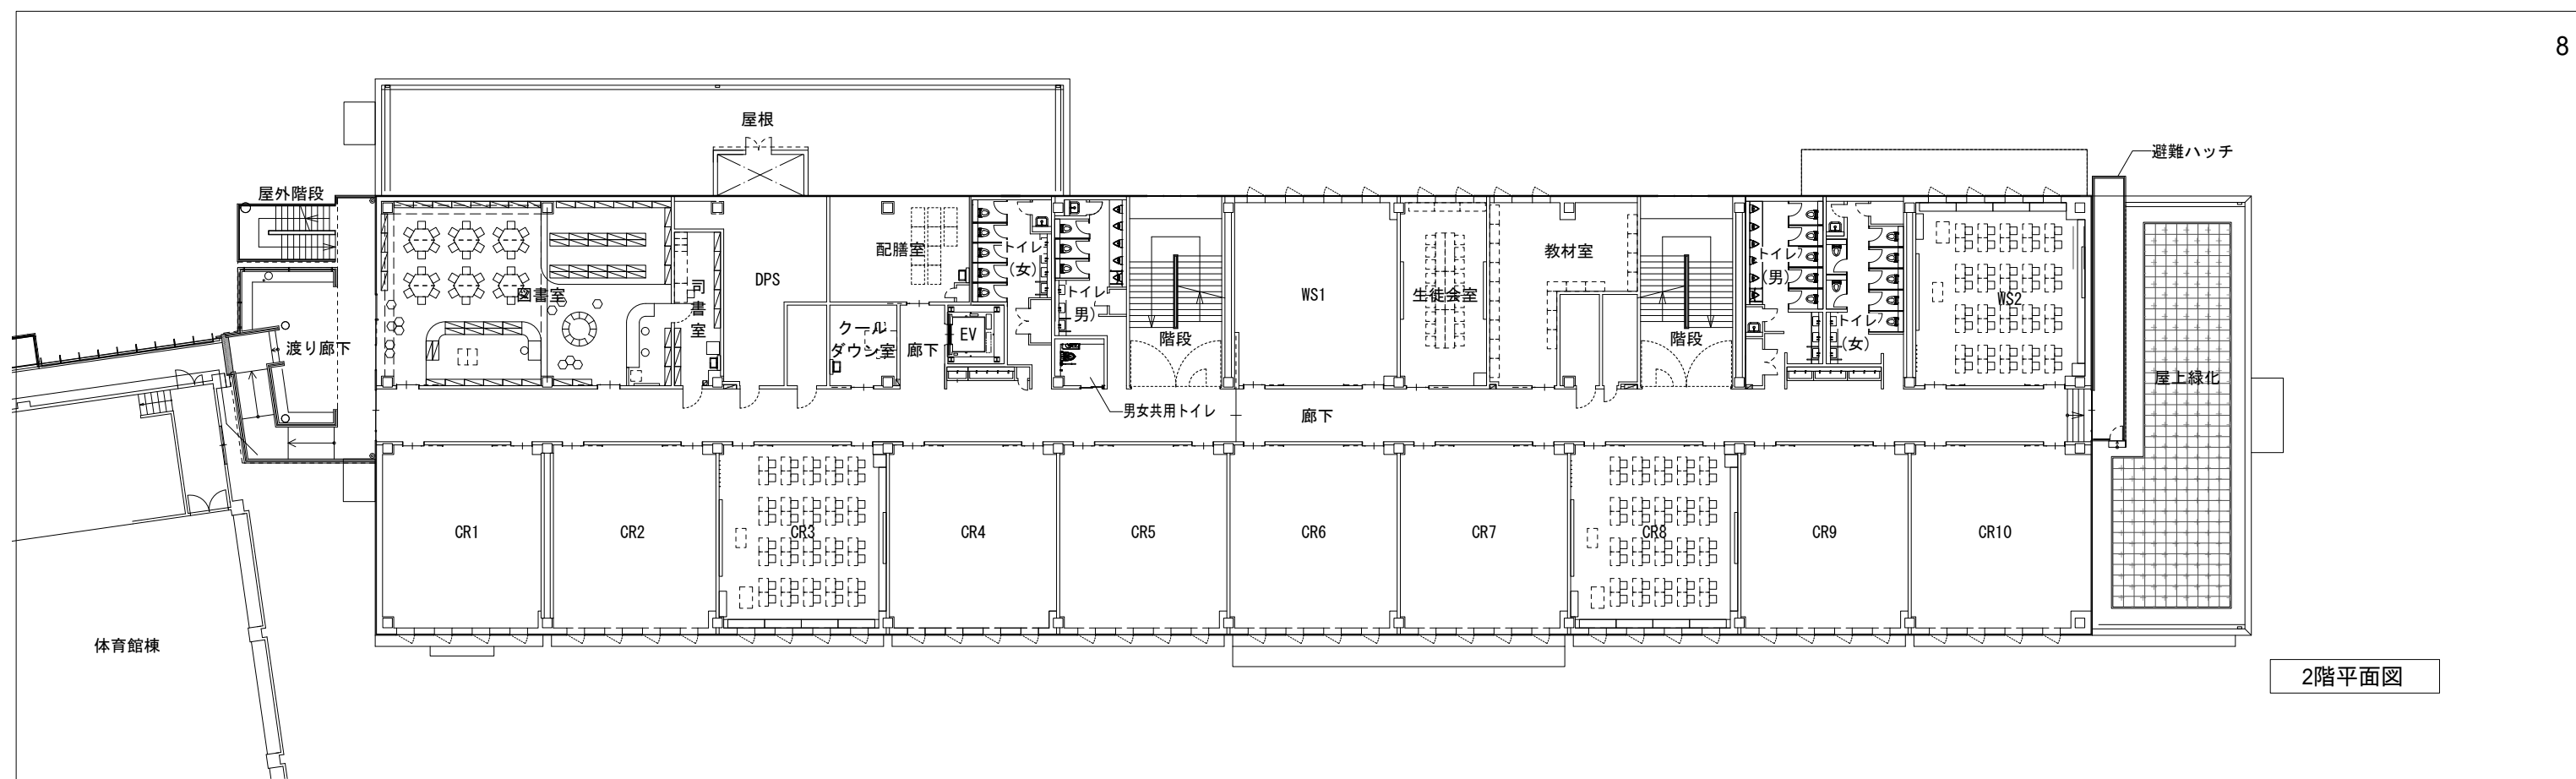 8
屋根
避難ハッチ
屋外階段
配膳室
トイレ
(女)
図書室
司書室
DPS
トイレ
男)
WS1
生徒会室
教材室
トイレ
(男)
トイレ
(女)
WS2
クール
ダウン室
廊下
EV
階段
階段
渡り廊下
屋上緑化
男女共用トイレ
廊下
CR1
CR2
CR3
CR4
CR5
CR6
CR7
CR8
CR9
CR10
体育館棟
2階平面図